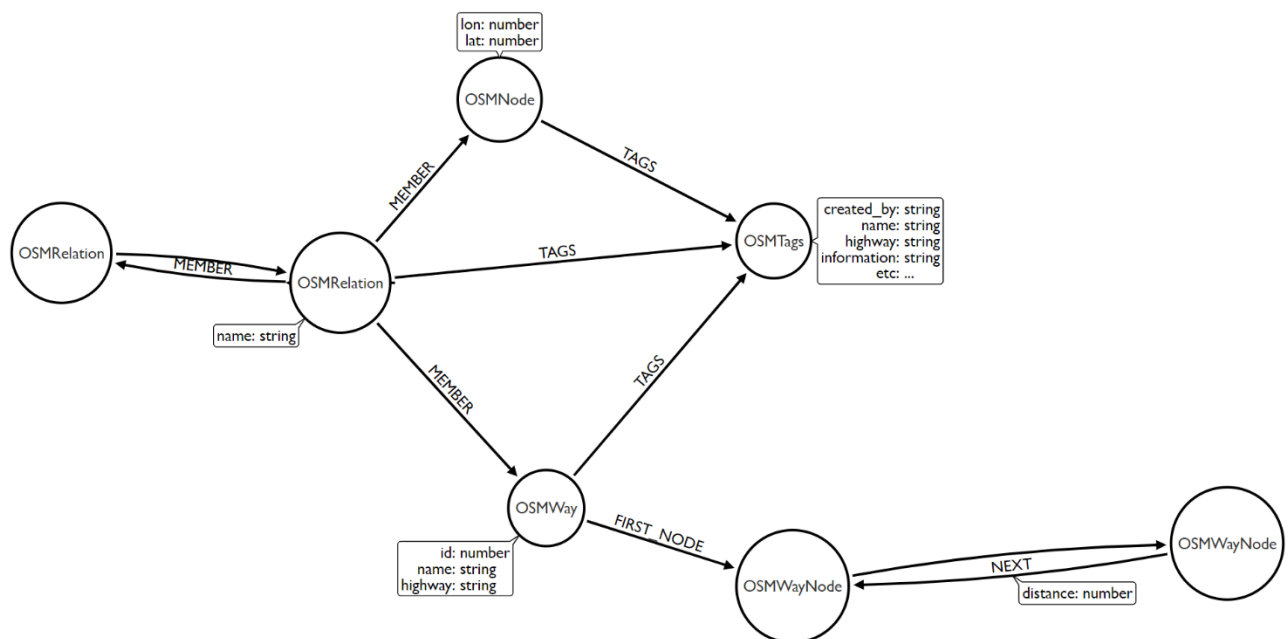 lon: number
lat: number
OSMNode
TAGS
MEMBER
created_by: string
name: string
highway: string
information: string
etc: ...
OSMTags
OSMRelation
MEMBER
OSMRelation
TAGS
name: string
MEMBER
TAGS
OSMWay
id: number
name: string
highway: string
FIRST_NODE
OSMWayNode
NEXT
distance: number
OSMWayNode